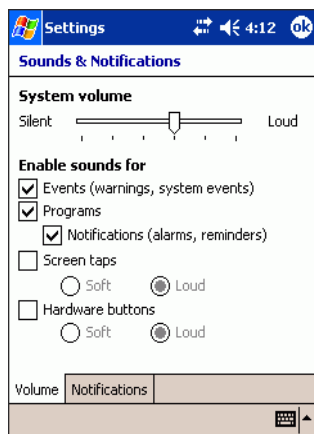 Settings 4:12 ok
Sounds & Notifications
System volume
Silent Loud
Enable sounds for
Events (warnings, system events)
Programs
Notifications (alarms, reminders)
Screen taps
Soft Loud
Hardware buttons
Soft Loud
Volume Notifications